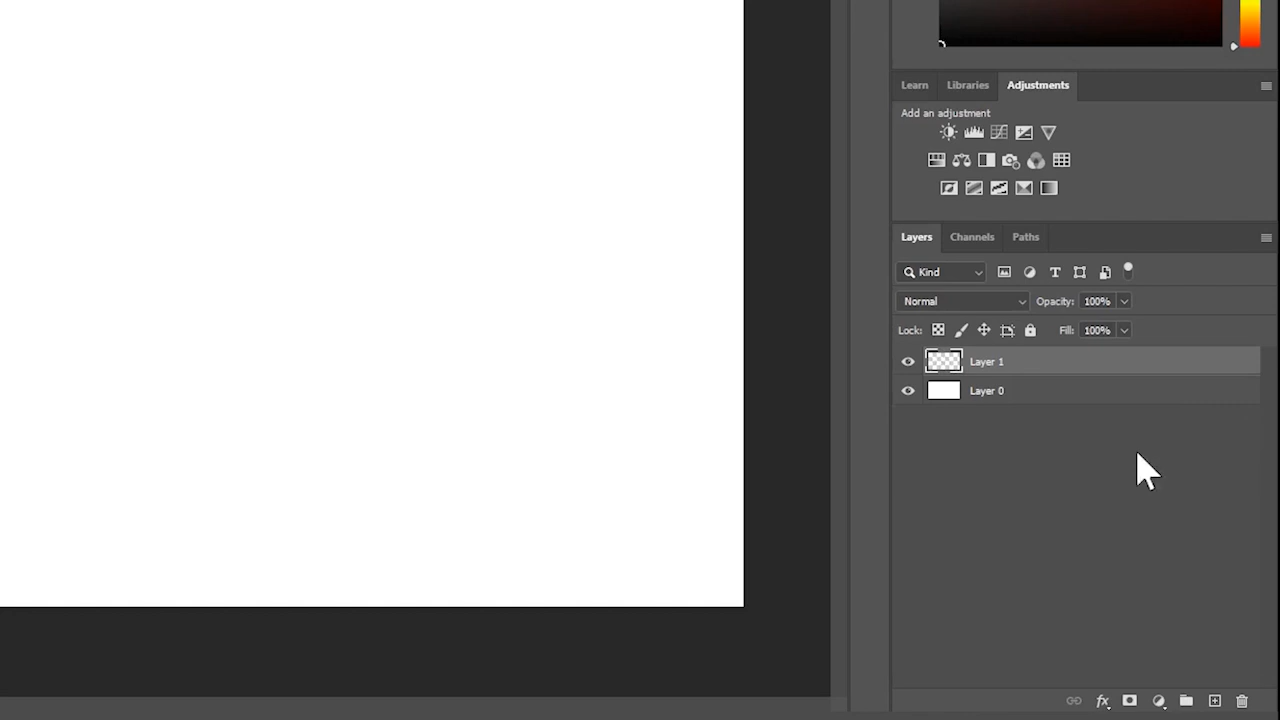 Learn Libraries Adjustments
Add an adjustment
Layers Channels Paths
Kind
Normal Opacity: 100%
Lock: Fill: 100%
Layer 1
Layer 0
fx